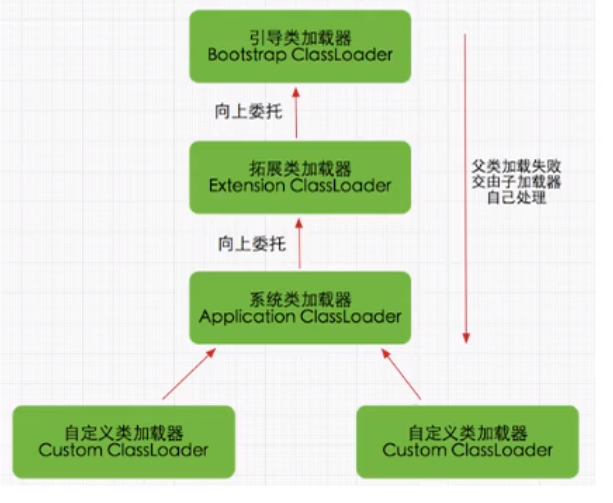 引导类加载器
Bootstrap ClassLoader
向上委托
拓展类加载器
Extension ClassLoader
父类加载失败
交由子加载器
自己处理
向上委托
系统类加载器
Application ClassLoader
自定义类加载器
Custom ClassLoader
自定义类加载器
Custom ClassLoader